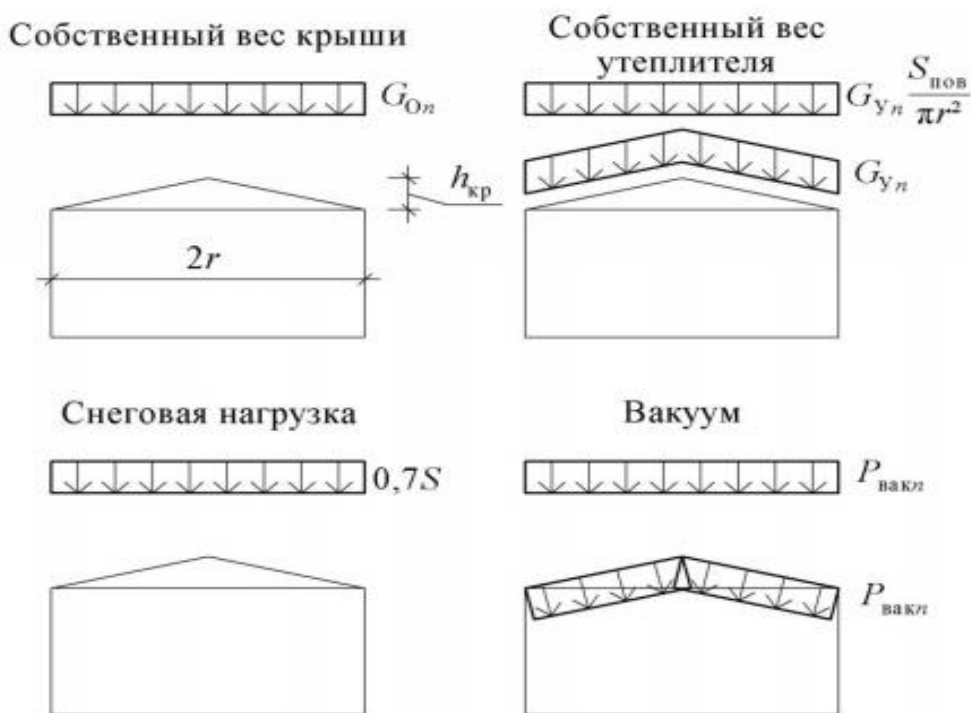 Собственный вес крыши
G_Оn
h_кр
2r
Собственный вес
утеплителя
G_Уn S_пов/πr²
G_Уn
Снеговая нагрузка
0,7S
Вакуум
P_вакn
P_вакn